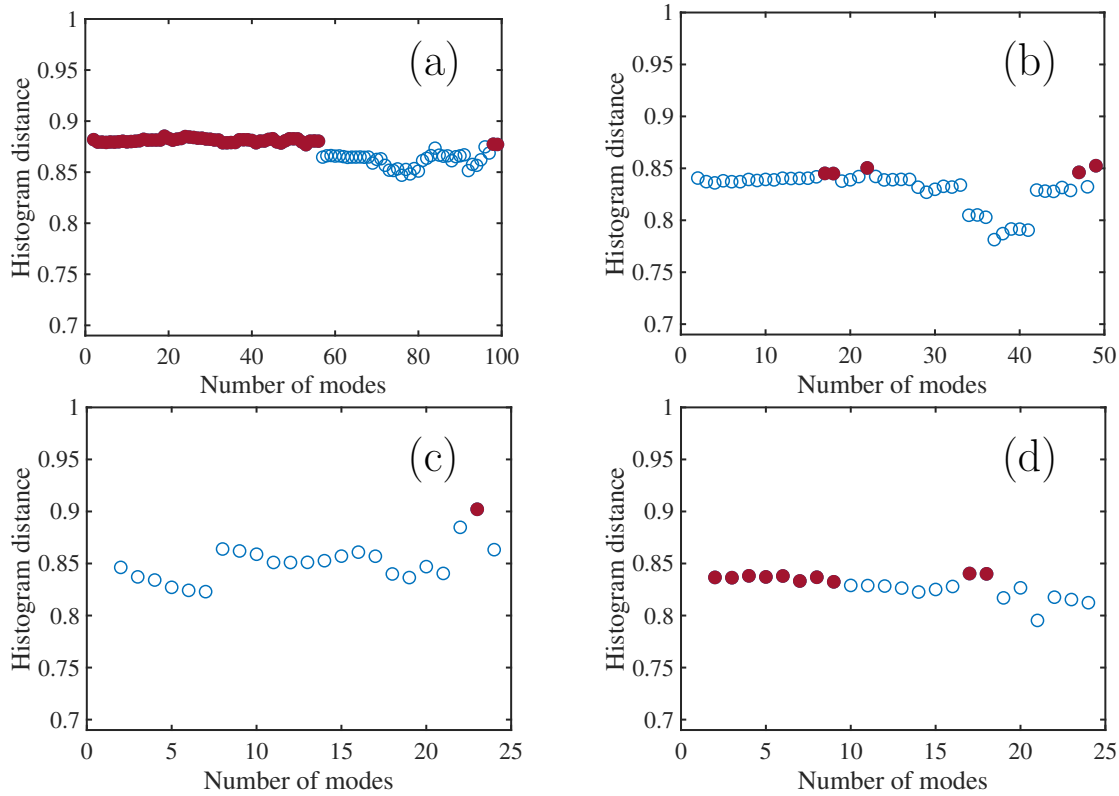 (a)
Histogram distance
1
0.95
0.9
0.85
0.8
0.75
0.7
0 20 40 60 80 100
Number of modes
(b)
Histogram distance
1
0.95
0.9
0.85
0.8
0.75
0.7
0 10 20 30 40 50
Number of modes
(c)
Histogram distance
1
0.95
0.9
0.85
0.8
0.75
0.7
0 5 10 15 20 25
Number of modes
(d)
Histogram distance
1
0.95
0.9
0.85
0.8
0.75
0.7
0 5 10 15 20 25
Number of modes